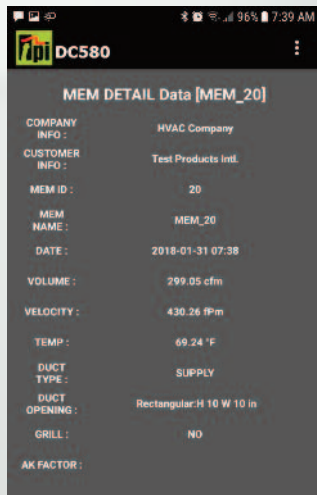 96% 7:39 AM
tpi DC580
MEM DETAIL Data [MEM_20]
COMPANY INFO : HVAC Company
CUSTOMER INFO : Test Products Intl.
MEM ID : 20
MEM NAME : MEM_20
DATE : 2018-01-31 07:38
VOLUME : 299.05 cfm
VELOCITY : 430.26 fPm
TEMP : 69.24 °F
DUCT TYPE : SUPPLY
DUCT OPENING : Rectangular:H 10 W 10 in
GRILL : NO
AK FACTOR :